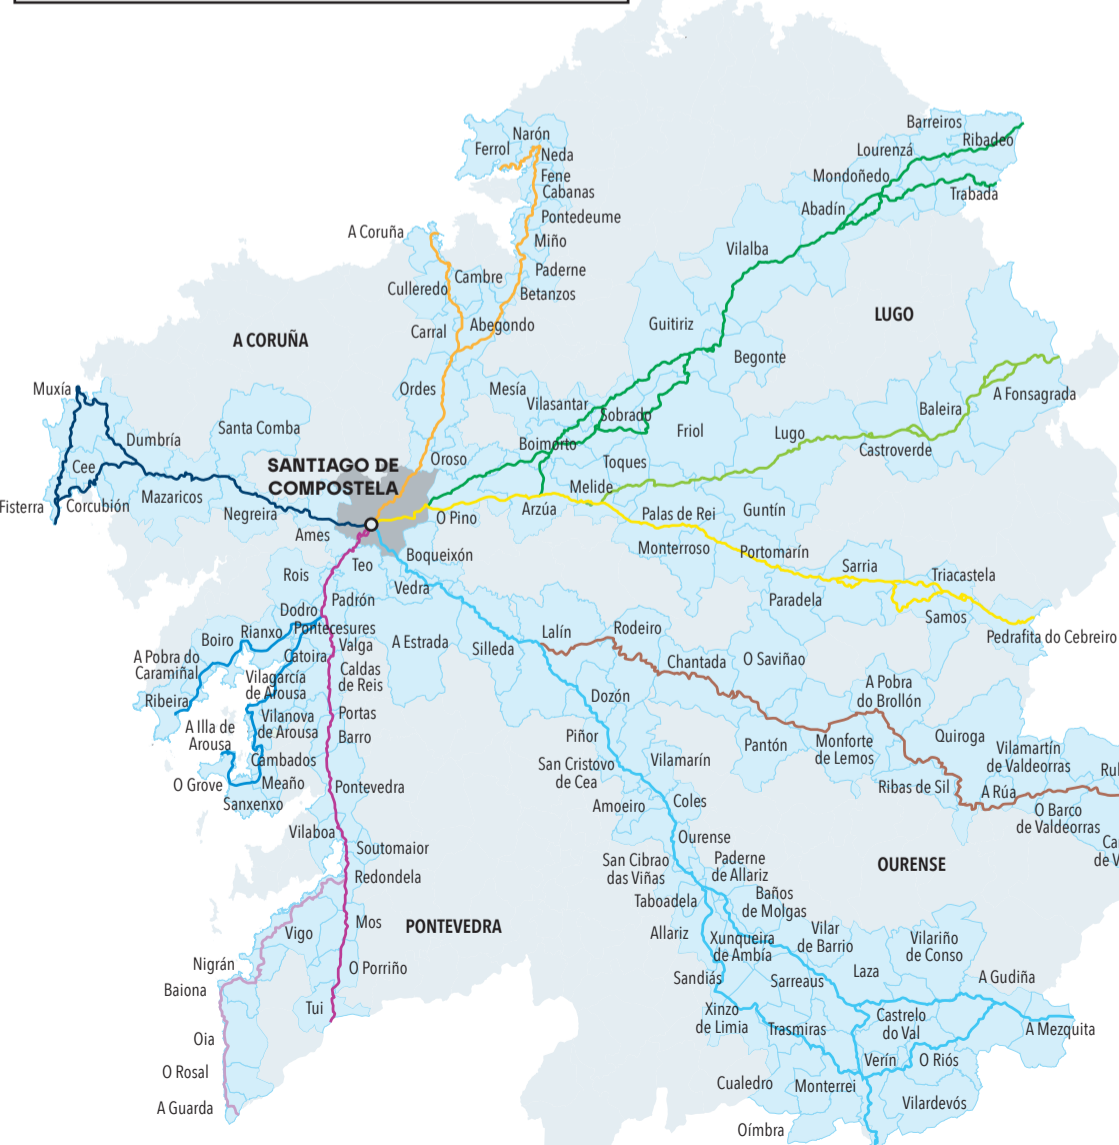 Barreiros
Narón
Ribadeo
Ferrol
Lourenzá
Neda
Fene
Mondoñedo
Cabanas
Trabada
Abadín
Pontedeume
A Coruña
Miño
Vilalba
Paderne
Cambre
Culleredo
Betanzos
LUGO
Guitiriz
Abegondo
Carral
A CORUÑA
Begonte
Muxía
Ordes
Mesía
A Fonsagrada
Vilasantar
Baleira
Sobrado
Santa Comba
Friol
Lugo
Dumbría
Boimorto
Castroverde
SANTIAGO DE
COMPOSTELA
Oroso
Toques
Cee
Melide
Mazaricos
Fisterra
Corcubión
Arzúa
Guntín
Negreira
O Pino
Palas de Rei
Ames
Monterroso
Portomarín
Boqueixón
Teo
Sarria
Rois
Triacastela
Vedra
Padrón
Paradela
Dodro
Samos
Pontecesures
Rianxo
Boiro
Lalín
Rodeiro
Pedrafita do Cebreiro
Valga
A Estrada
Silleda
Catoira
A Pobra do
Caramiñal
Chantada
O Saviñao
Caldas
de Reis
Vilagarcía
de Arousa
A Pobra
do Brollón
Dozón
Ribeira
Portas
Vilanova
de Arousa
A Illa de
Arousa
Barro
Piñor
Quiroga
Pantón
Monforte
de Lemos
Vilamartín
de Valdeorras
Cambados
San Cristovo
de Cea
Vilamarín
Rul
O Grove
Meaño
Pontevedra
Ribas de Sil
A Rúa
Sanxenxo
Amoeiro
Coles
O Barco
de Valdeorras
Vilaboa
Ourense
Ca
de V
Soutomaior
San Cibrao
das Viñas
Paderne
de Allariz
OURENSE
Redondela
Taboadela
Baños
de Molgas
Mos
PONTEVEDRA
Vigo
Allariz
Xunqueira
de Ambía
Vilar
de Barrio
Vilariño
de Conso
Nigrán
O Porriño
Laza
Sandiás
Sarreaus
A Gudiña
Baiona
Tui
Xinzo
de Limia
Castrelo
do Val
Trasmiras
A Mezquita
Oia
Verín
O Riós
O Rosal
Cualedro
Monterrei
A Guarda
Vilardevós
Oímbra